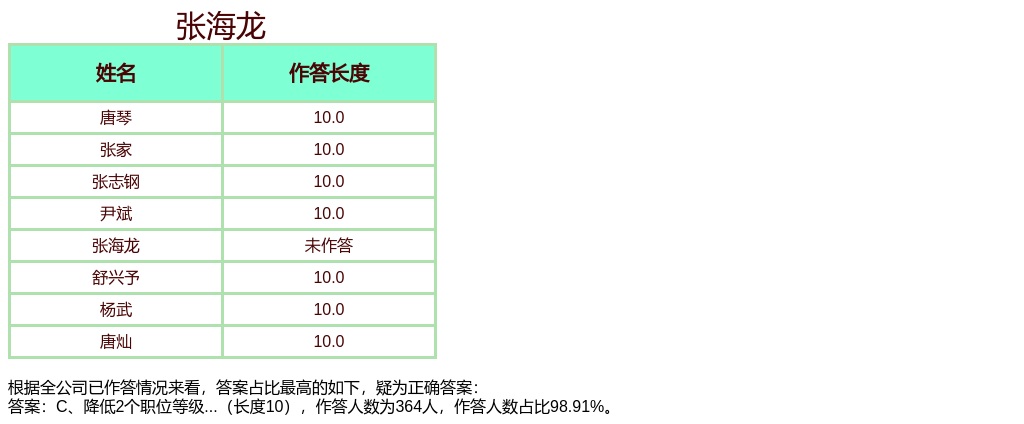 张海龙
姓名 作答长度
唐琴 10.0
张家 10.0
张志钢 10.0
尹斌 10.0
张海龙 未作答
舒兴予 10.0
杨武 10.0
唐灿 10.0
根据全公司已作答情况来看，答案占比最高的如下，疑为正确答案：
答案：C、降低2个职位等级...（长度10），作答人数为364人，作答人数占比98.91%。